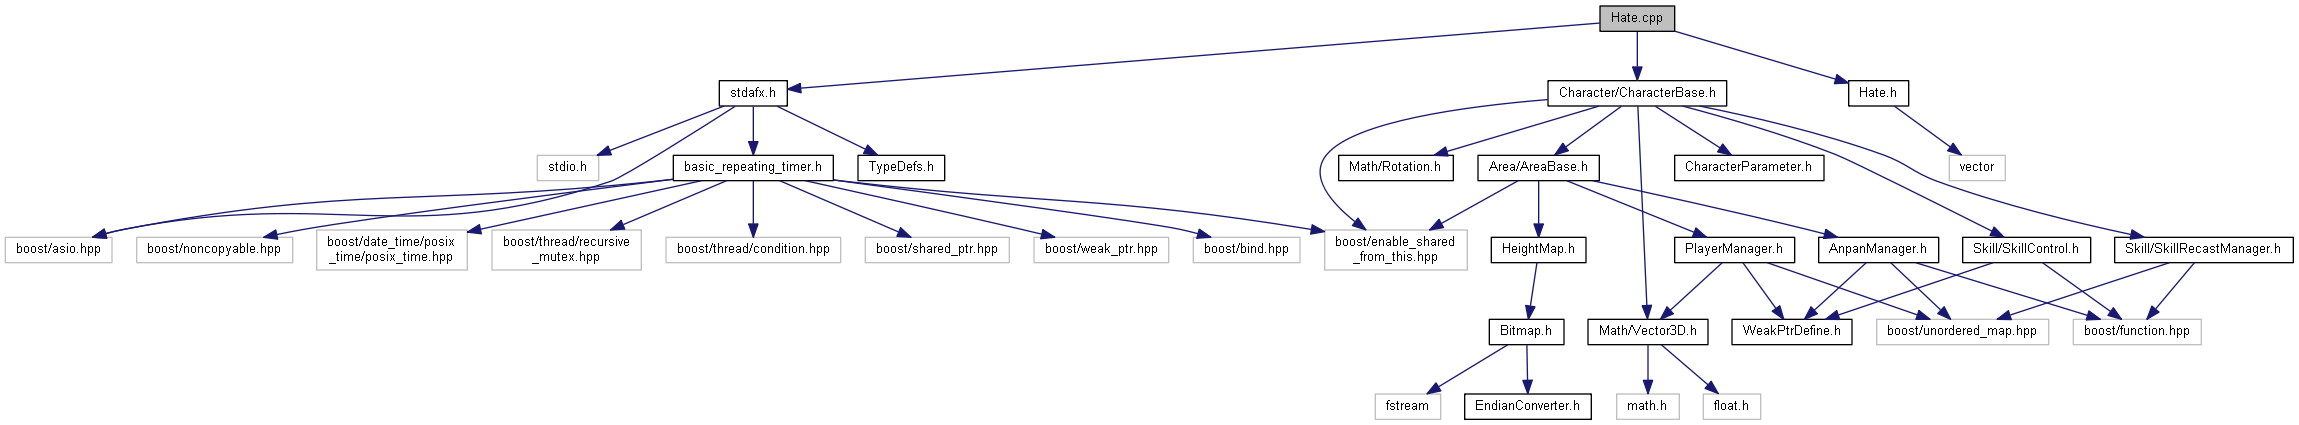 Hate.cpp
stdafx.h
Character/CharacterBase.h
Hate.h
stdio.h
basic_repeating_timer.h
TypeDefs.h
Math/Rotation.h
Area/AreaBase.h
CharacterParameter.h
vector
boost/asio.hpp
boost/noncopyable.hpp
boost/date_time/posix
_time/posix_time.hpp
boost/thread/recursive
_mutex.hpp
boost/thread/condition.hpp
boost/shared_ptr.hpp
boost/weak_ptr.hpp
boost/bind.hpp
boost/enable_shared
_from_this.hpp
HeightMap.h
PlayerManager.h
AnpanManager.h
Skill/SkillControl.h
Skill/SkillRecastManager.h
Bitmap.h
Math/Vector3D.h
WeakPtrDefine.h
boost/unordered_map.hpp
boost/function.hpp
fstream
EndianConverter.h
math.h
float.h